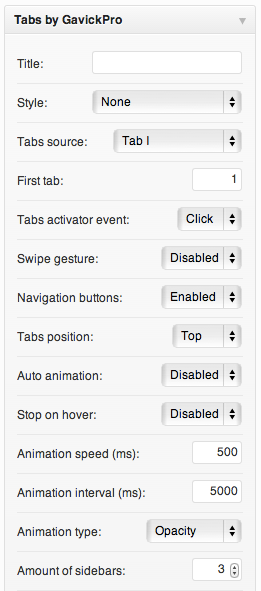 Tabs by GavickPro
Title:
Style: None
Tabs source: Tab I
First tab: 1
Tabs activator event: Click
Swipe gesture: Disabled
Navigation buttons: Enabled
Tabs position: Top
Auto animation: Disabled
Stop on hover: Disabled
Animation speed (ms): 500
Animation interval (ms): 5000
Animation type: Opacity
Amount of sidebars: 3